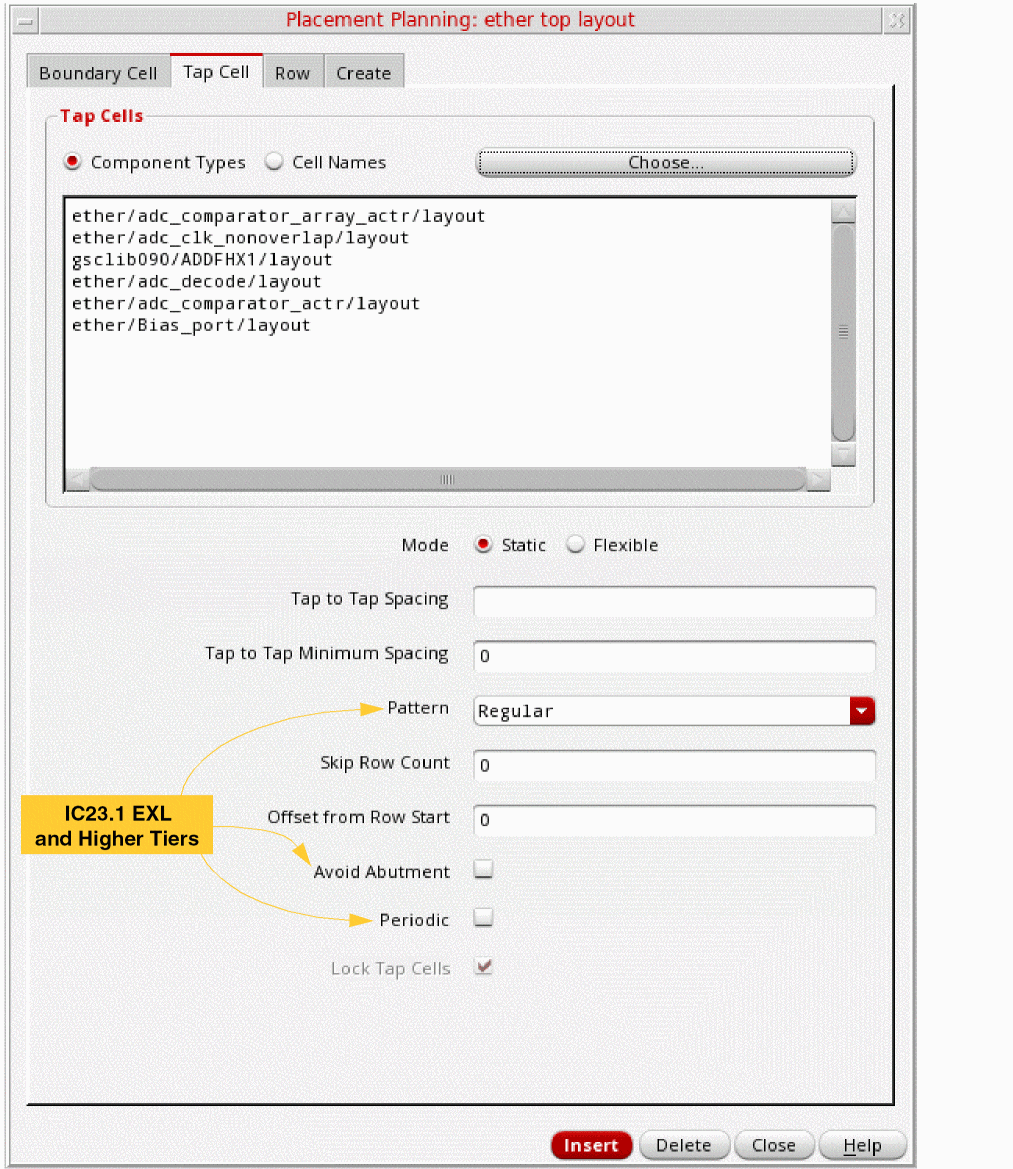 Placement Planning: ether top layout
Boundary Cell Tap Cell Row Create
Tap Cells
Component Types Cell Names Choose...
ether/adc_comparator_array_actr/layout
ether/adc_clk_nonoverlap/layout
gsclib090/ADDFHX1/layout
ether/adc_decode/layout
ether/adc_comparator_actr/layout
ether/Bias_port/layout
Mode Static Flexible
Tap to Tap Spacing
Tap to Tap Minimum Spacing 0
Pattern Regular
Skip Row Count 0
IC23.1 EXL
and Higher Tiers
Offset from Row Start 0
Avoid Abutment
Periodic
Lock Tap Cells
Insert Delete Close Help